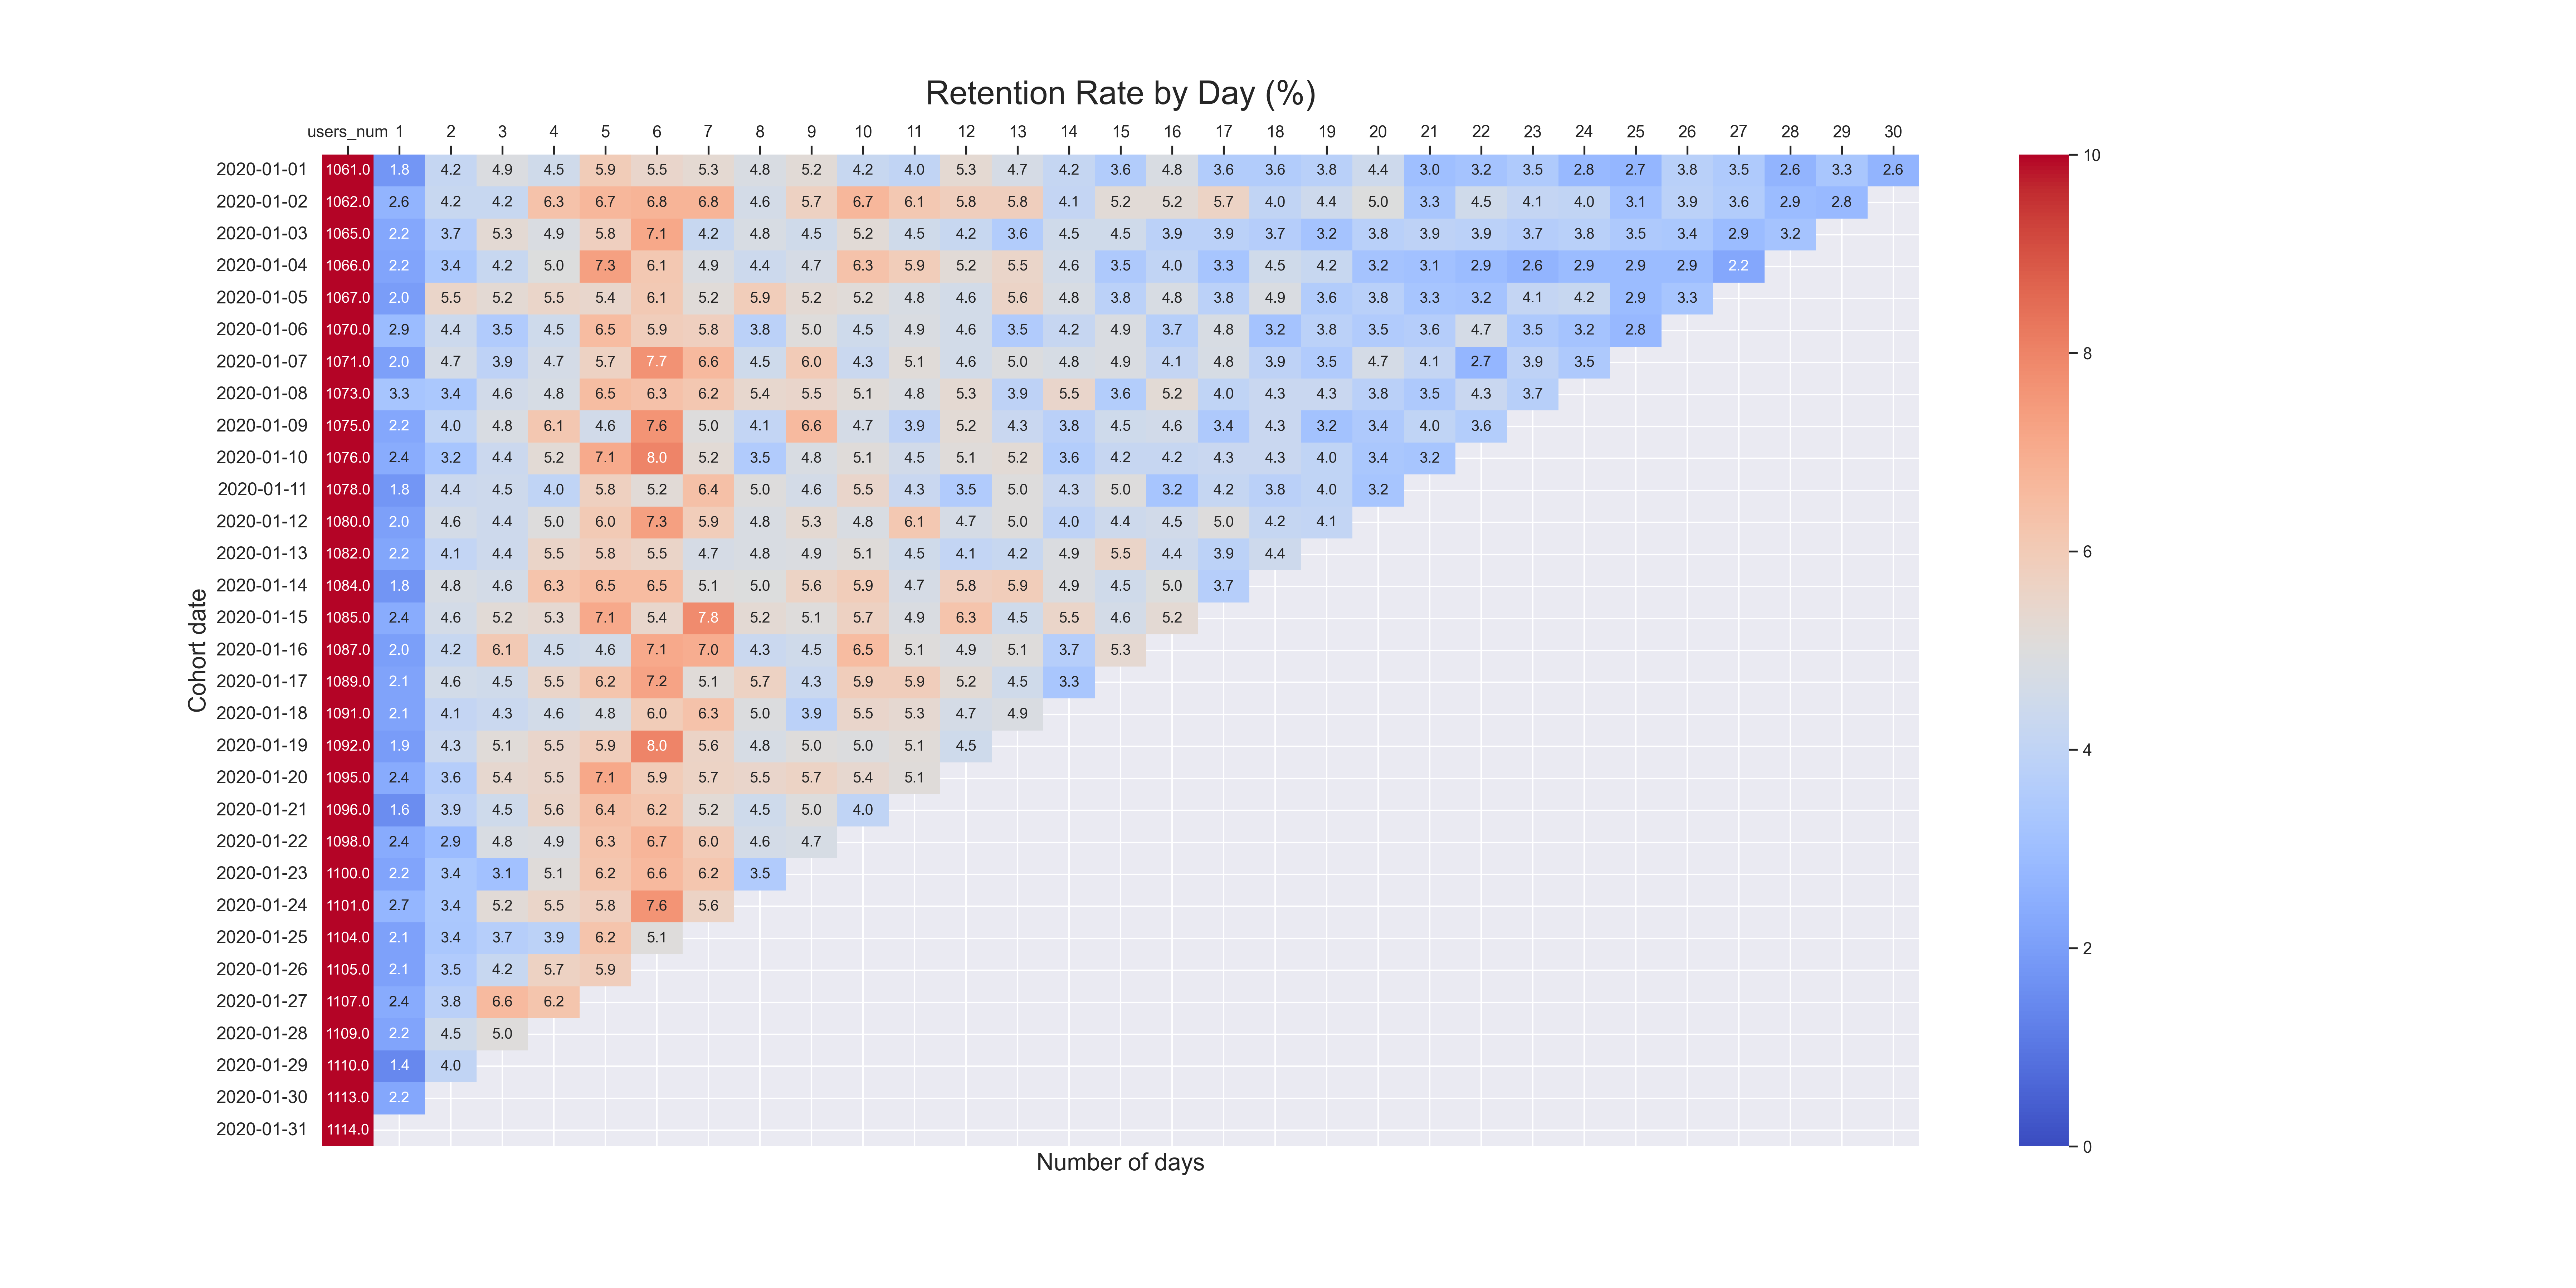 Retention Rate by Day (%)
users_num 1 2 3 4 5 6 7 8 9 10 11 12 13 14 15 16 17 18 19 20 21 22 23 24 25 26 27 28 29 30
2020-01-01 1061.0 1.8 4.2 4.9 4.5 5.9 5.5 5.3 4.8 5.2 4.2 4.0 5.3 4.7 4.2 3.6 4.8 3.6 3.6 3.8 4.4 3.0 3.2 3.5 2.8 2.7 3.8 3.5 2.6 3.3 2.6 10
2020-01-02 1062.0 2.6 4.2 4.2 6.3 6.7 6.8 6.8 4.6 5.7 6.7 6.1 5.8 5.8 4.1 5.2 5.2 5.7 4.0 4.4 5.0 3.3 4.5 4.1 4.0 3.1 3.9 3.6 2.9 2.8
2020-01-03 1065.0 2.2 3.7 5.3 4.9 5.8 7.1 4.2 4.8 4.5 5.2 4.5 4.2 3.6 4.5 4.5 3.9 3.9 3.7 3.2 3.8 3.9 3.9 3.7 3.8 3.5 3.4 2.9 3.2
2020-01-04 1066.0 2.2 3.4 4.2 5.0 7.3 6.1 4.9 4.4 4.7 6.3 5.9 5.2 5.5 4.6 3.5 4.0 3.3 4.5 4.2 3.2 3.1 2.9 2.6 2.9 2.9 2.9 2.2
2020-01-05 1067.0 2.0 5.5 5.2 5.5 5.4 6.1 5.2 5.9 5.2 5.2 4.8 4.6 5.6 4.8 3.8 4.8 3.8 4.9 3.6 3.8 3.3 3.2 4.1 4.2 2.9 3.3
2020-01-06 1070.0 2.9 4.4 3.5 4.5 6.5 5.9 5.8 3.8 5.0 4.5 4.9 4.6 3.5 4.2 4.9 3.7 4.8 3.2 3.8 3.5 3.6 4.7 3.5 3.2 2.8
2020-01-07 1071.0 2.0 4.7 3.9 4.7 5.7 7.7 6.6 4.5 6.0 4.3 5.1 4.6 5.0 4.8 4.9 4.1 4.8 3.9 3.5 4.7 4.1 2.7 3.9 3.5 8
2020-01-08 1073.0 3.3 3.4 4.6 4.8 6.5 6.3 6.2 5.4 5.5 5.1 4.8 5.3 3.9 5.5 3.6 5.2 4.0 4.3 4.3 3.8 3.5 4.3 3.7
2020-01-09 1075.0 2.2 4.0 4.8 6.1 4.6 7.6 5.0 4.1 6.6 4.7 3.9 5.2 4.3 3.8 4.5 4.6 3.4 4.3 3.2 3.4 4.0 3.6
2020-01-10 1076.0 2.4 3.2 4.4 5.2 7.1 8.0 5.2 3.5 4.8 5.1 4.5 5.1 5.2 3.6 4.2 4.2 4.3 4.3 4.0 3.4 3.2
2020-01-11 1078.0 1.8 4.4 4.5 4.0 5.8 5.2 6.4 5.0 4.6 5.5 4.3 3.5 5.0 4.3 5.0 3.2 4.2 3.8 4.0 3.2
2020-01-12 1080.0 2.0 4.6 4.4 5.0 6.0 7.3 5.9 4.8 5.3 4.8 6.1 4.7 5.0 4.0 4.4 4.5 5.0 4.2 4.1
2020-01-13 1082.0 2.2 4.1 4.4 5.5 5.8 5.5 4.7 4.8 4.9 5.1 4.5 4.1 4.2 4.9 5.5 4.4 3.9 4.4 6
2020-01-14 1084.0 1.8 4.8 4.6 6.3 6.5 6.5 5.1 5.0 5.6 5.9 4.7 5.8 5.9 4.9 4.5 5.0 3.7
2020-01-15 1085.0 2.4 4.6 5.2 5.3 7.1 5.4 7.8 5.2 5.1 5.7 4.9 6.3 4.5 5.5 4.6 5.2
2020-01-16 1087.0 2.0 4.2 6.1 4.5 4.6 7.1 7.0 4.3 4.5 6.5 5.1 4.9 5.1 3.7 5.3
2020-01-17 1089.0 2.1 4.6 4.5 5.5 6.2 7.2 5.1 5.7 4.3 5.9 5.9 5.2 4.5 3.3
2020-01-18 1091.0 2.1 4.1 4.3 4.6 4.8 6.0 6.3 5.0 3.9 5.5 5.3 4.7 4.9
2020-01-19 1092.0 1.9 4.3 5.1 5.5 5.9 8.0 5.6 4.8 5.0 5.0 5.1 4.5 4
2020-01-20 1095.0 2.4 3.6 5.4 5.5 7.1 5.9 5.7 5.5 5.7 5.4 5.1
2020-01-21 1096.0 1.6 3.9 4.5 5.6 6.4 6.2 5.2 4.5 5.0 4.0
2020-01-22 1098.0 2.4 2.9 4.8 4.9 6.3 6.7 6.0 4.6 4.7
2020-01-23 1100.0 2.2 3.4 3.1 5.1 6.2 6.6 6.2 3.5
2020-01-24 1101.0 2.7 3.4 5.2 5.5 5.8 7.6 5.6
2020-01-25 1104.0 2.1 3.4 3.7 3.9 6.2 5.1 2
2020-01-26 1105.0 2.1 3.5 4.2 5.7 5.9
2020-01-27 1107.0 2.4 3.8 6.6 6.2
2020-01-28 1109.0 2.2 4.5 5.0
2020-01-29 1110.0 1.4 4.0
2020-01-30 1113.0 2.2
2020-01-31 1114.0 0
Cohort date
Number of days